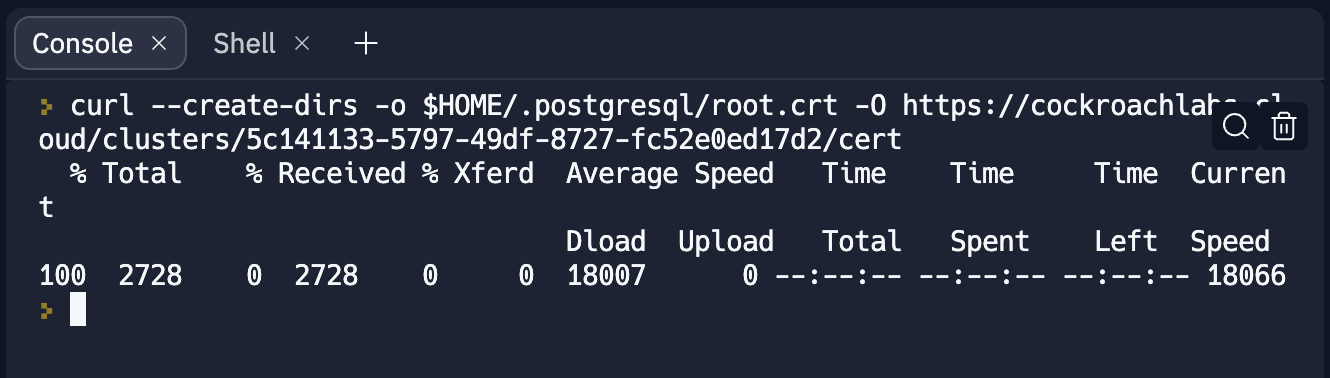 Console × Shell × +
curl --create-dirs -o $HOME/.postgresql/root.crt -O https://cockroachlabs.cl
oud/clusters/5c141133-5797-49df-8727-fc52e0ed17d2/cert
% Total % Received % Xferd Average Speed Time Time Time Curren
t
Dload Upload Total Spent Left Speed
100 2728 0 2728 0 0 18007 0 --:--:-- --:--:-- --:--:-- 18066